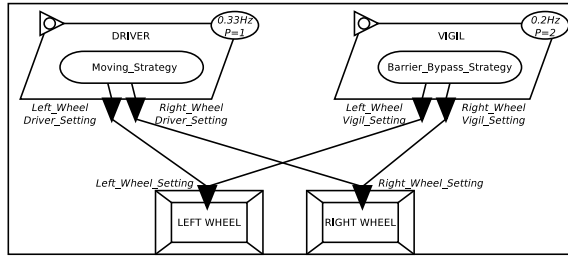 0.33Hz
P=1
DRIVER
Moving_Strategy
0.2Hz
P=2
VIGIL
Barrier_Bypass_Strategy
Left_Wheel
Driver_Setting
Right_Wheel
Driver_Setting
Left_Wheel
Vigil_Setting
Right_Wheel
Vigil_Setting
Left_Wheel_Setting
Right_Wheel_Setting
LEFT WHEEL
RIGHT WHEEL